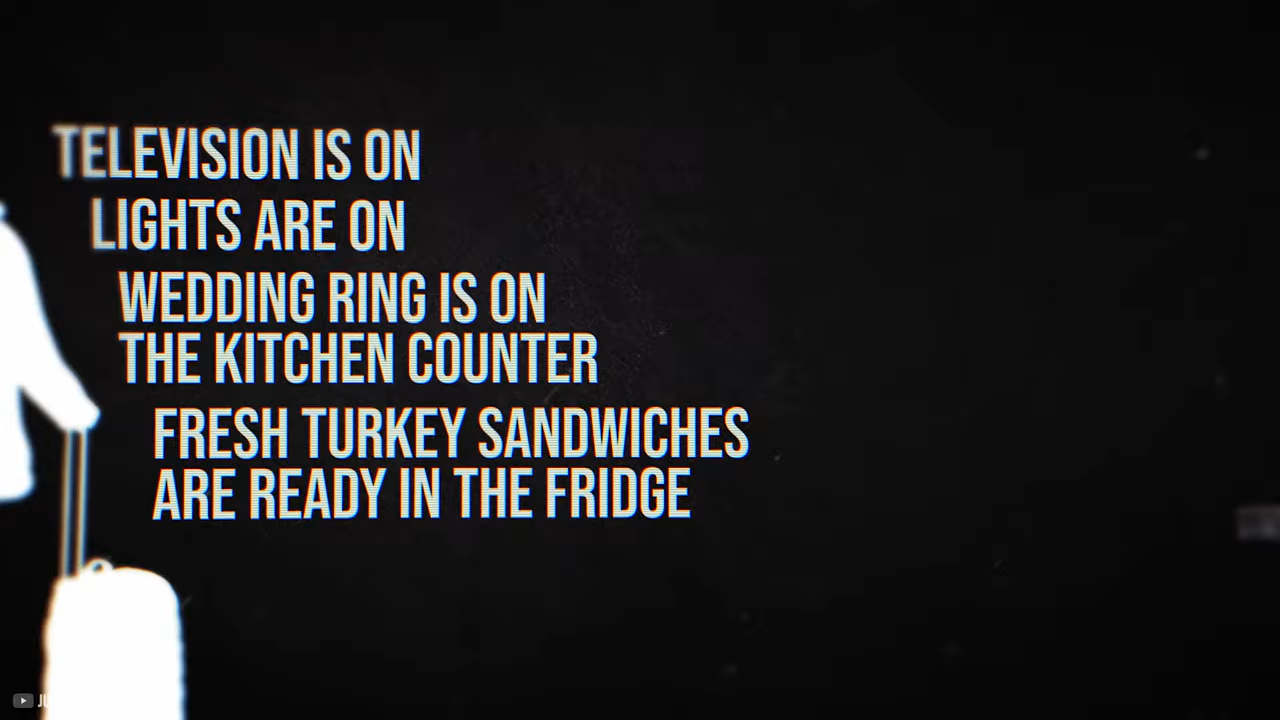 TELEVISION IS ON
LIGHTS ARE ON
WEDDING RING IS ON
THE KITCHEN COUNTER
FRESH TURKEY SANDWICHES
ARE READY IN THE FRIDGE